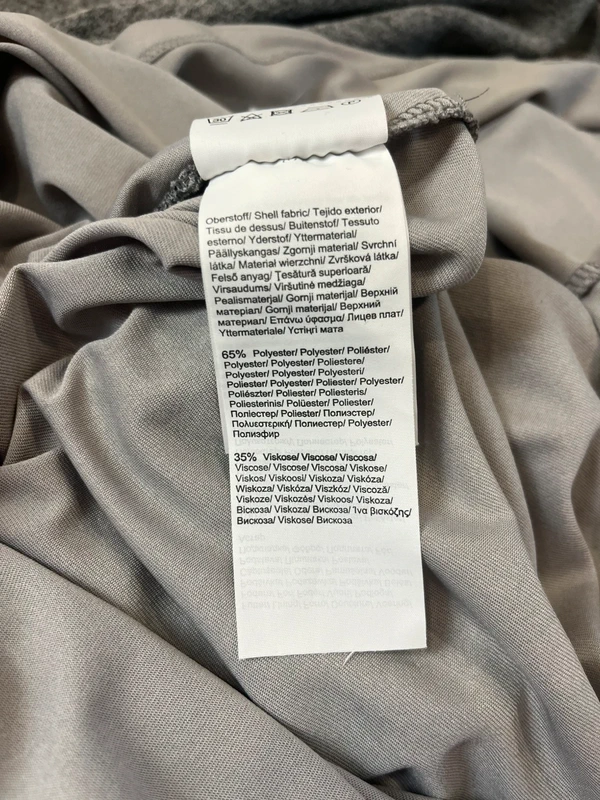 Oberstoff/ Shell fabric/ Tejido exterior/
Tissu de dessus/ Buitenstof/ Tessuto
esterno/ Yderstof/ Yttermaterial/
Päällyskangas/ Zgornji material/ Svrchní
látka/ Materiał wierzchni/ Zvršková látka/
Felső anyag/ Ţesătură superioară/
Virsaudums/ Viršutinė medžiaga/
Pealismaterjal/ Gornji materijal/ Верхній
матеріал/ Gornji materijal/ Верхний
материал/ Επάνω ύφασμα/ Лицев плат/
Yttermateriale/ Ystirgi mata
65% Polyester/ Polyester/ Poliéster/
Polyester/ Polyester/ Poliestere/
Polyester/ Polyester/ Polyesteri/
Poliester/ Polyester/ Poliester/ Polyester/
Poliészter/ Poliester/ Poliesteris/
Poliesterinis/ Polüester/ Poliester/
Поліестер/ Poliester/ Полиэстер/
Πολυεστερική/ Полиестер/ Polyester/
Полиэфир
35% Viskose/ Viscose/ Viscosa/
Viscose/ Viscose/ Viscosa/ Viskose/
Viskos/ Viskoosi/ Viskoza/ Viskóza/
Wiskoza/ Viskóza/ Viszkóz/ Viscoză/
Viskoze/ Viskozės/ Viskoos/ Viskoza/
Віскоза/ Viskoza/ Вискоза/ Ίνα βισκόζης/
Вискоза/ Viskose/ Вискоза